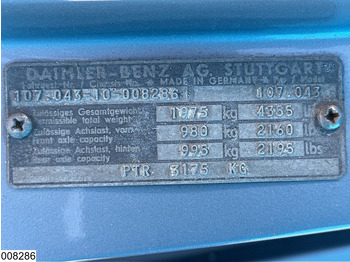 DAIMLER-BENZ AG. STUTTGART
MADE IN GERMANY
107.043-10-008286 107.043
Zulässiges Gesamtgewicht
Permissible total weight 1975 kg 4355 lbs
Zulässige Achslast, vorn
Front axle capacity 980 kg 2160 lbs
Zulässige Achslast, hinten
Rear axle capacity 995 kg 2195 lbs
PTR. 3175 KG
008286